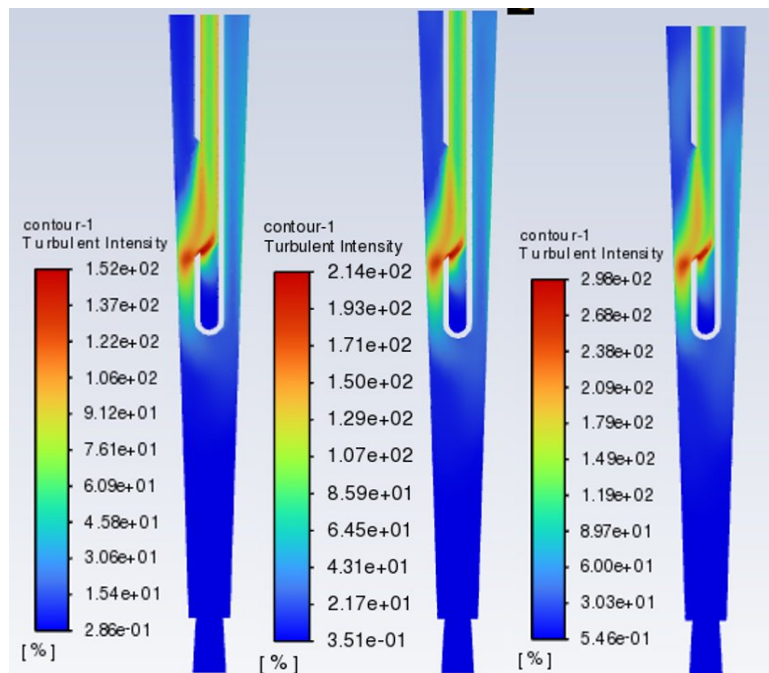 contour-1
Turbulent Intensity
1.52e+02
1.37e+02
1.22e+02
1.06e+02
9.12e+01
7.61e+01
6.09e+01
4.58e+01
3.06e+01
1.54e+01
2.86e-01
[ % ]
contour-1
Turbulent Intensity
2.14e+02
1.93e+02
1.71e+02
1.50e+02
1.29e+02
1.07e+02
8.59e+01
6.45e+01
4.31e+01
2.17e+01
3.51e-01
[ % ]
contour-1
Turbulent Intensity
2.98e+02
2.68e+02
2.38e+02
2.09e+02
1.79e+02
1.49e+02
1.19e+02
8.97e+01
6.00e+01
3.03e+01
5.46e-01
[ % ]